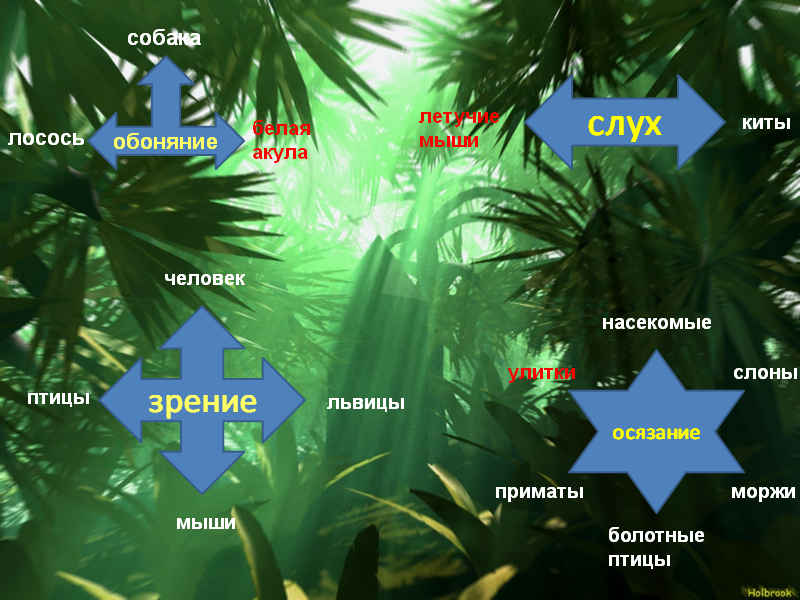 собака
лосось
обоняние
белая
акула
летучие
мыши
слух
киты
человек
птицы
зрение
львицы
мыши
насекомые
улитки
слоны
осязание
приматы
моржи
болотные
птицы
Holbrook